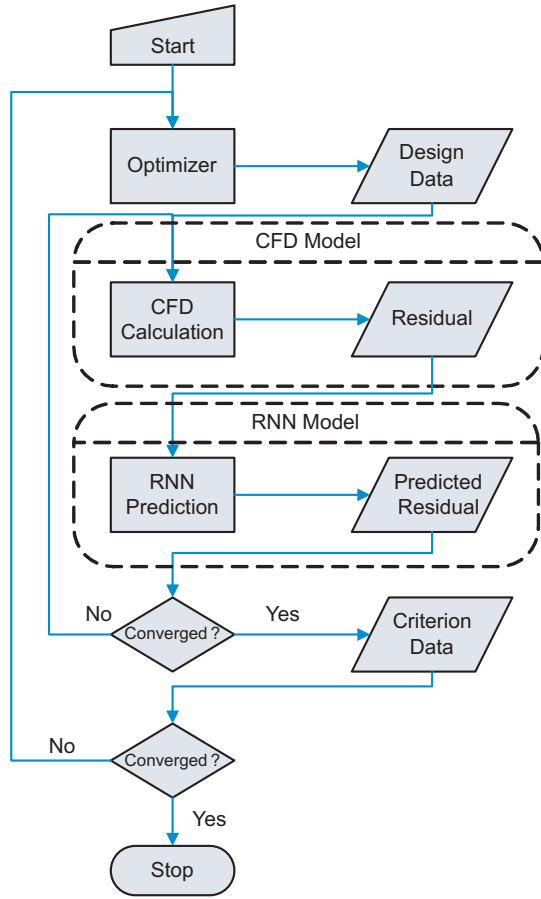 Start
Optimizer
Design
Data
CFD Model
CFD
Calculation
Residual
RNN Model
RNN
Prediction
Predicted
Residual
No
Converged ?
Yes
Criterion
Data
No
Converged ?
Yes
Stop